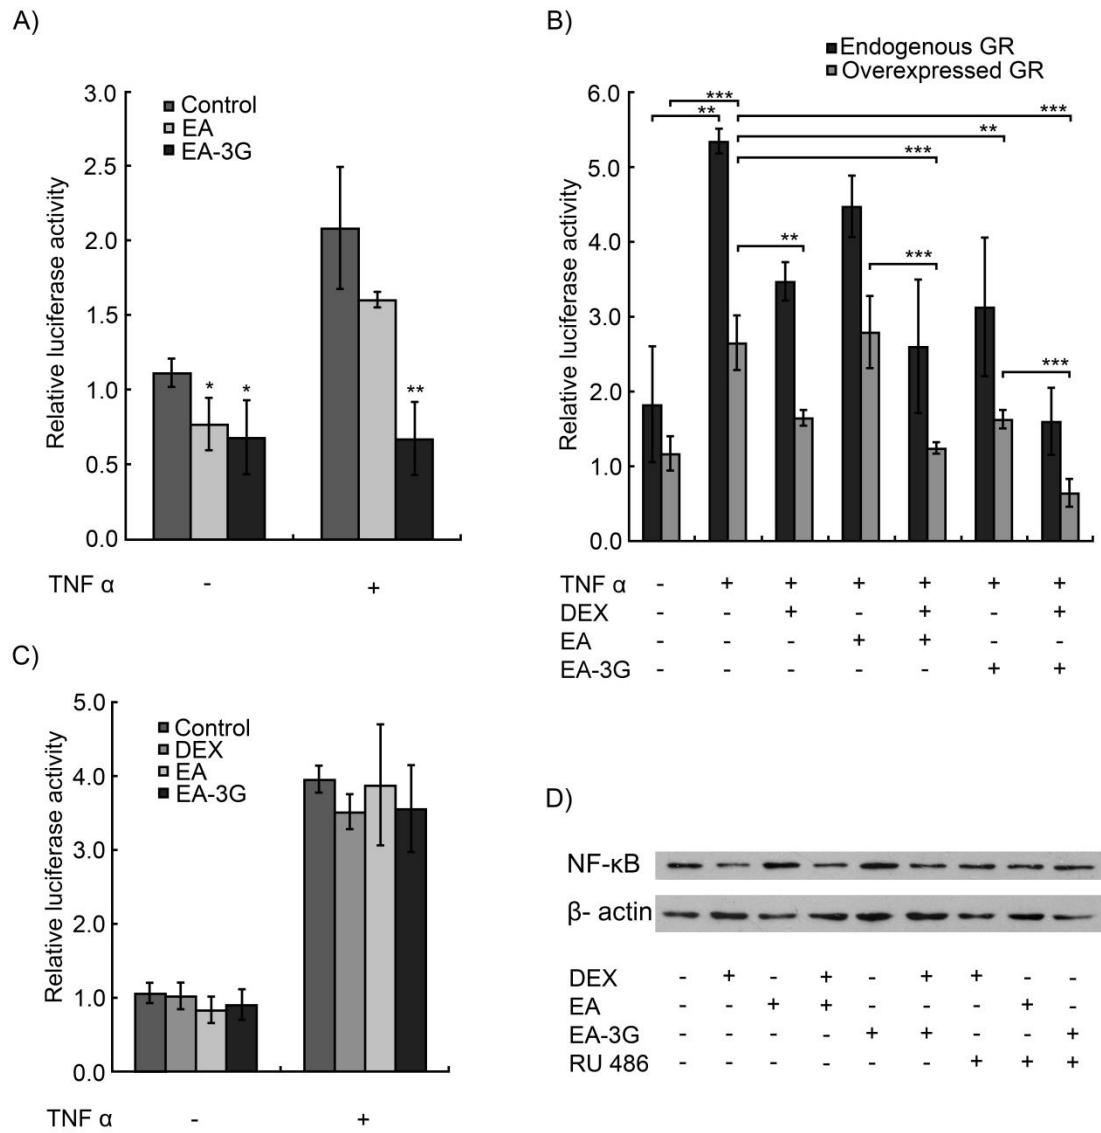 A)
3.0
2.5
2.0
1.5
1.0
0.5
0.0
Relative luciferase activity
Control
EA
EA-3G
* * **
TNF α - +
B)
Endogenous GR
Overexpressed GR
6.0
5.0
4.0
3.0
2.0
1.0
0.0
Relative luciferase activity
*** ***
** **
***
**
***
***
TNF α - + + + + + +
DEX - - + - + - +
EA - - - + + - -
EA-3G - - - - - + +
C)
5.0
4.0
3.0
2.0
1.0
0.0
Relative luciferase activity
Control
DEX
EA
EA-3G
TNF α - +
D)
NF-κB
β- actin
DEX - + - + - + + - -
EA - - + + - - - + -
EA-3G - - - - + + - - +
RU 486 - - - - - - + + +